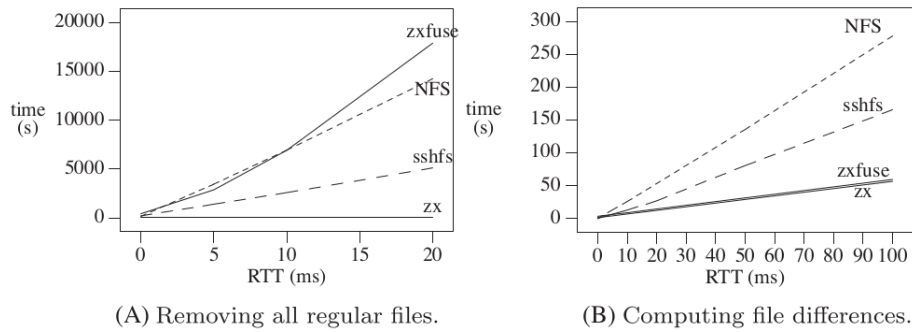 20000
15000
10000
5000
0
time
(s)
zxfuse
NFS
sshfs
zx
0 5 10 15 20
RTT (ms)
(A) Removing all regular files.
300
250
200
150
100
50
0
time
(s)
NFS
sshfs
zxfuse
zx
0 10 20 30 40 50 60 70 80 90 100
RTT (ms)
(B) Computing file differences.